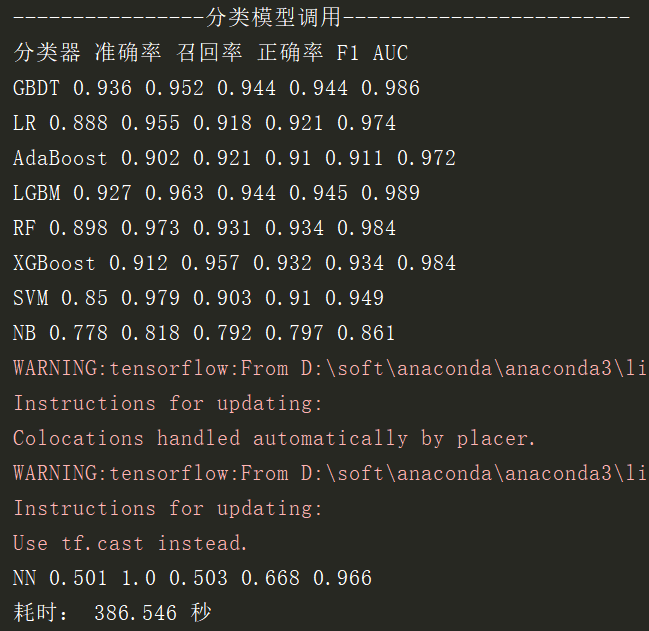 ----------------分类模型调用------------------------
分类器 准确率 召回率 正确率 F1 AUC
GBDT 0.936 0.952 0.944 0.944 0.986
LR 0.888 0.955 0.918 0.921 0.974
AdaBoost 0.902 0.921 0.91 0.911 0.972
LGBM 0.927 0.963 0.944 0.945 0.989
RF 0.898 0.973 0.931 0.934 0.984
XGBoost 0.912 0.957 0.932 0.934 0.984
SVM 0.85 0.979 0.903 0.91 0.949
NB 0.778 0.818 0.792 0.797 0.861
WARNING:tensorflow:From D:\soft\anaconda\anaconda3\li
Instructions for updating:
Colocations handled automatically by placer.
WARNING:tensorflow:From D:\soft\anaconda\anaconda3\li
Instructions for updating:
Use tf.cast instead.
NN 0.501 1.0 0.503 0.668 0.966
耗时： 386.546 秒